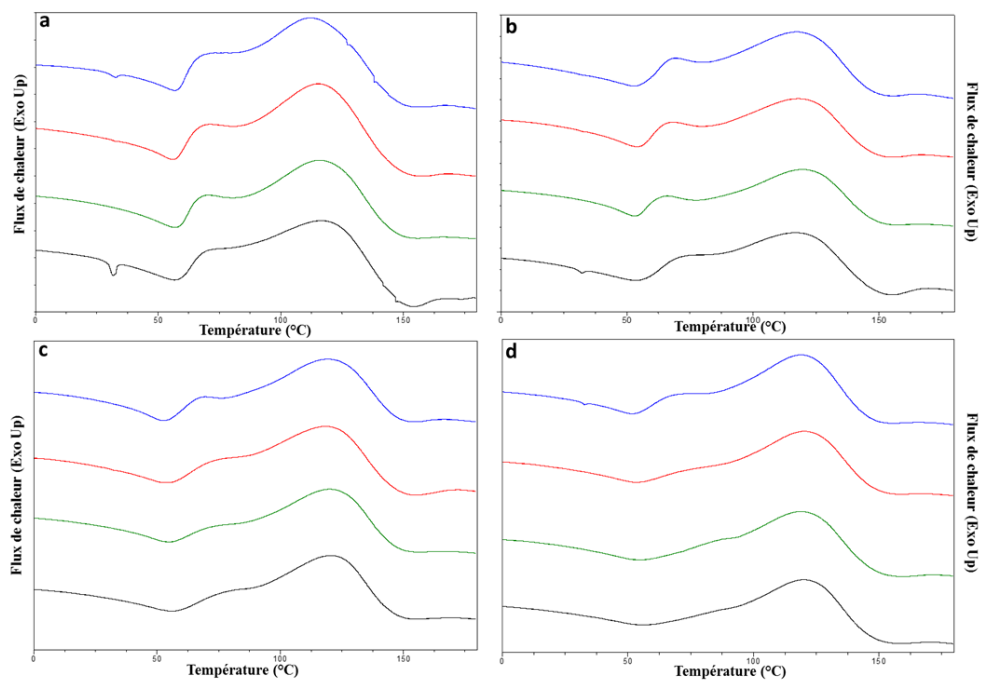 a
b
Flux de chaleur (Exo Up)
Flux de chaleur (Exo Up)
0 50 100 150
0 50 100 150
Température (°C)
Température (°C)
c
d
Flux de chaleur (Exo Up)
Flux de chaleur (Exo Up)
0 50 100 150
0 50 100 150
Température (°C)
Température (°C)